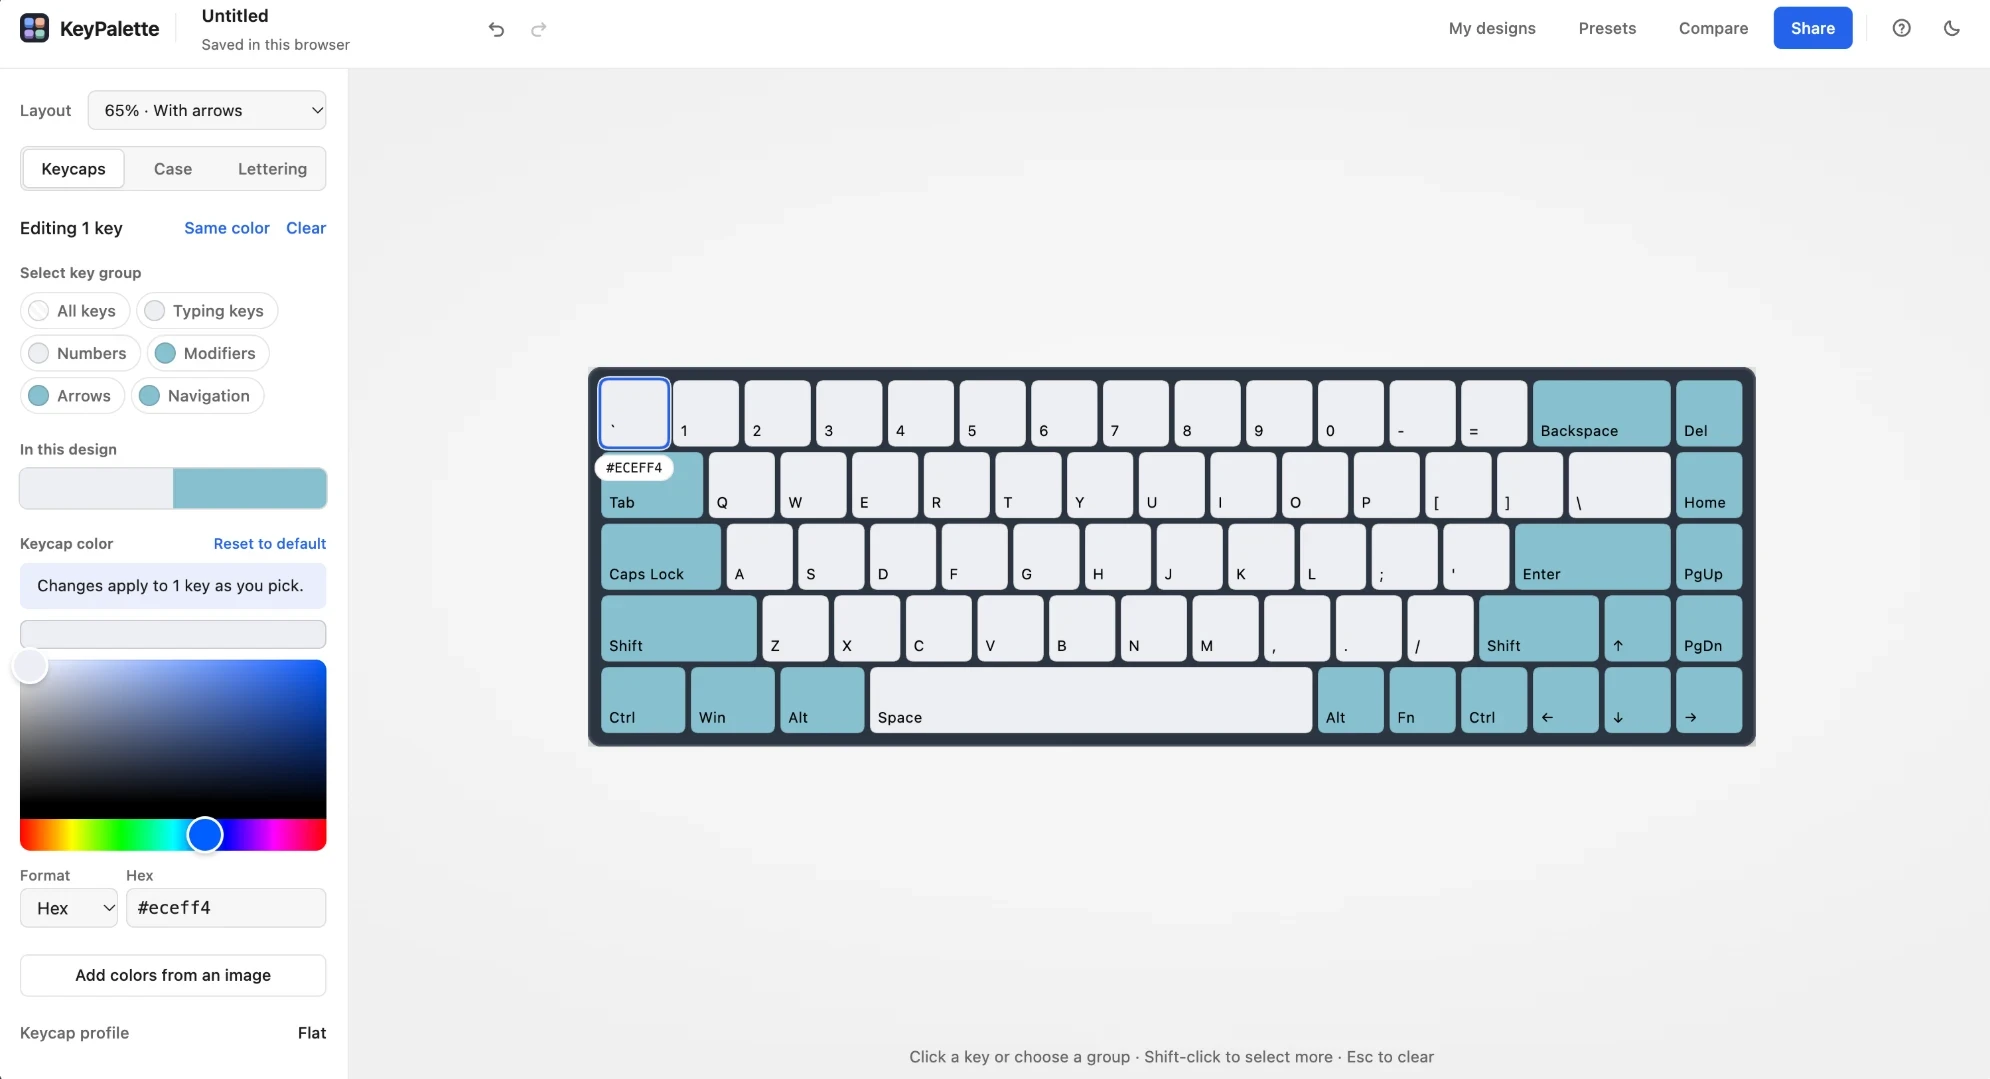 KeyPalette
Untitled
Saved in this browser
My designs
Presets
Compare
Share
Layout
65% · With arrows
Keycaps
Case
Lettering
Editing 1 key
Same color
Clear
Select key group
All keys
Typing keys
Numbers
Modifiers
Arrows
Navigation
In this design
Keycap color
Reset to default
Changes apply to 1 key as you pick.
Format
Hex
Hex
#eceff4
Add colors from an image
Keycap profile
Flat
` 1 2 3 4 5 6 7 8 9 0 - = Backspace Del
#ECEFF4
Tab Q W E R T Y U I O P [ ] \ Home
Caps Lock A S D F G H J K L ; ' Enter PgUp
Shift Z X C V B N M , . / Shift ↑ PgDn
Ctrl Win Alt Space Alt Fn Ctrl ← ↓ →
Click a key or choose a group · Shift-click to select more · Esc to clear